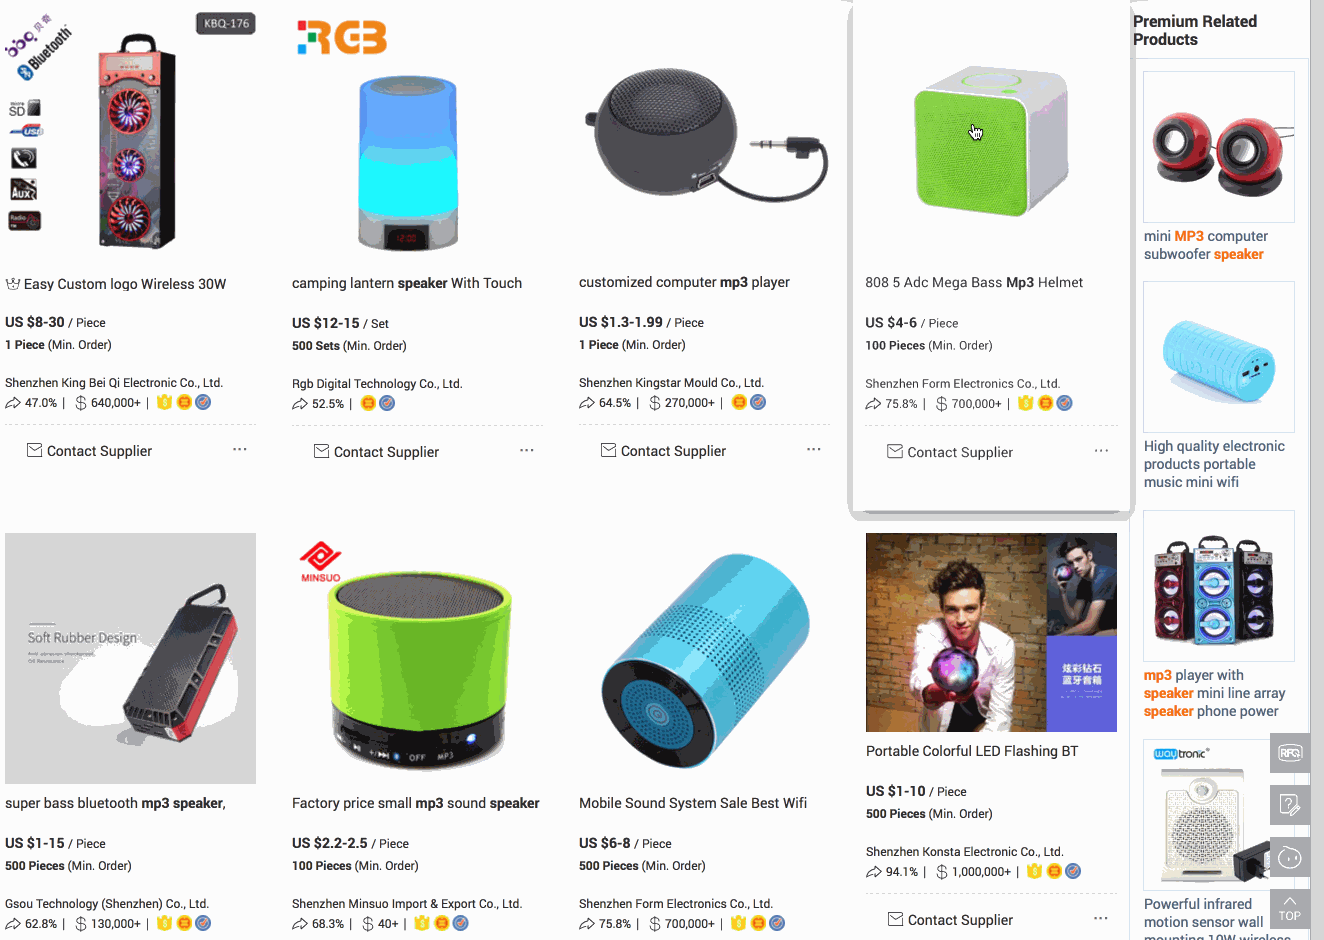 bbq 贝奇
Bluetooth
KBQ-176
micro
SD
USB
AUX
Radio
FM
Easy Custom logo Wireless 30W
US $8-30 / Piece
1 Piece (Min. Order)
Shenzhen King Bei Qi Electronic Co., Ltd.
47.0% | $ 640,000+ |
Contact Supplier
RGB
12:00
camping lantern speaker With Touch
US $12-15 / Set
500 Sets (Min. Order)
Rgb Digital Technology Co., Ltd.
52.5% |
Contact Supplier
customized computer mp3 player
US $1.3-1.99 / Piece
1 Piece (Min. Order)
Shenzhen Kingstar Mould Co., Ltd.
64.5% | $ 270,000+ |
Contact Supplier
808 5 Adc Mega Bass Mp3 Helmet
US $4-6 / Piece
100 Pieces (Min. Order)
Shenzhen Form Electronics Co., Ltd.
75.8% | $ 700,000+ |
Contact Supplier
Soft Rubber Design
super bass bluetooth mp3 speaker,
US $1-15 / Piece
500 Pieces (Min. Order)
Gsou Technology (Shenzhen) Co., Ltd.
62.8% | $ 130,000+ |
MINSUO
OFF MP3
Factory price small mp3 sound speaker
US $2.2-2.5 / Piece
100 Pieces (Min. Order)
Shenzhen Minsuo Import & Export Co., Ltd.
68.3% | $ 40+ |
Mobile Sound System Sale Best Wifi
US $6-8 / Piece
500 Pieces (Min. Order)
Shenzhen Form Electronics Co., Ltd.
75.8% | $ 700,000+ |
炫彩钻石
蓝牙音箱
Portable Colorful LED Flashing BT
US $1-10 / Piece
500 Pieces (Min. Order)
Shenzhen Konsta Electronic Co., Ltd.
94.1% | $ 1,000,000+ |
Contact Supplier
Premium Related
Products
mini MP3 computer
subwoofer speaker
High quality electronic
products portable
music mini wifi
mp3 player with
speaker mini line array
speaker phone power
waytronic
Powerful infrared
motion sensor wall
mounting 10W wireless
RFQ
TOP